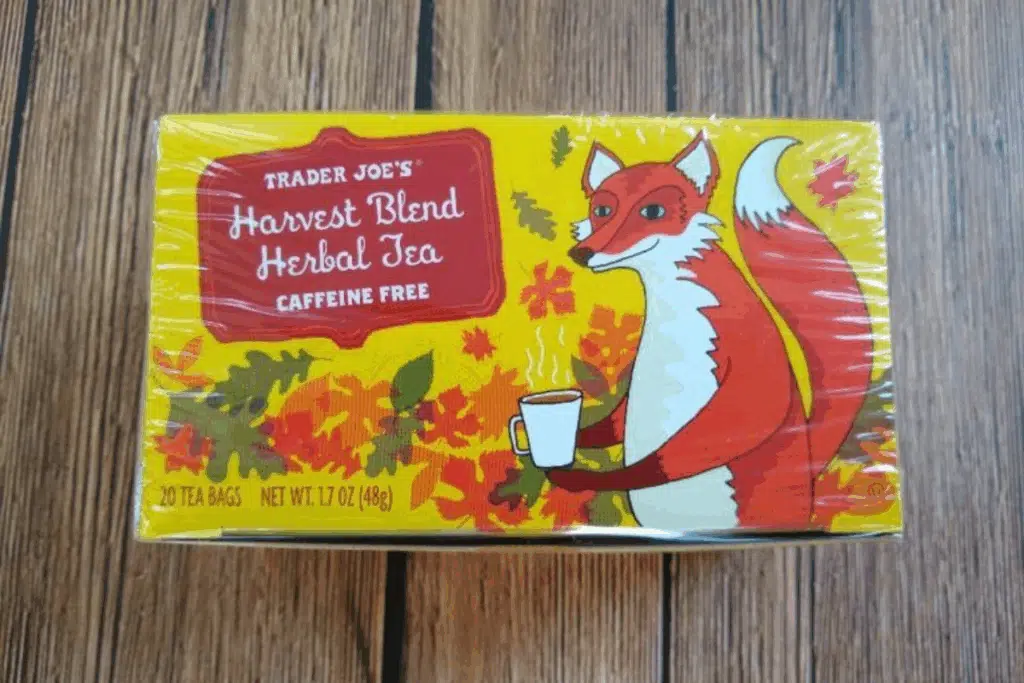 TRADER JOE'S®
Harvest Blend
Herbal Tea
CAFFEINE FREE
20 TEA BAGS NET WT. 1.7 OZ (48g)